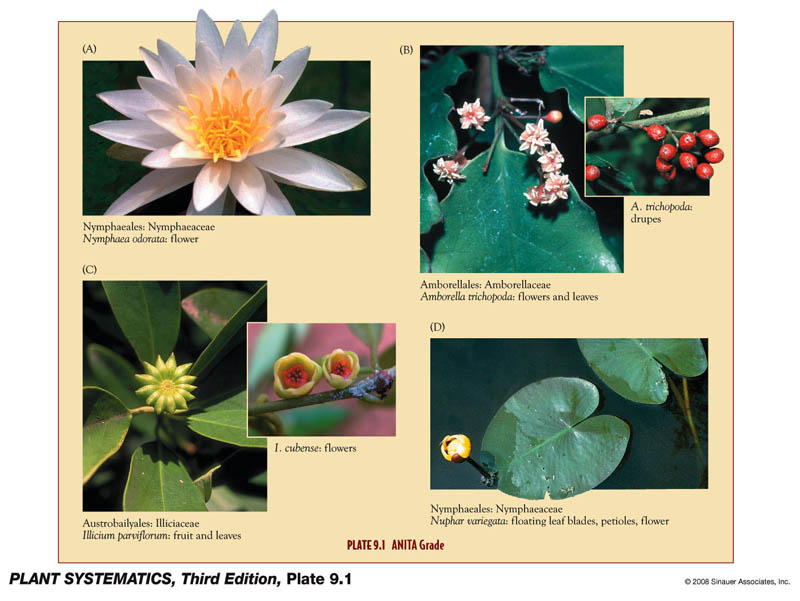 (A)
Nymphaeales: Nymphaeaceae
Nymphaea odorata: flower
(B)
A. trichopoda:
drupes
Amborellales: Amborellaceae
Amborella trichopoda: flowers and leaves
(C)
I. cubense: flowers
Austrobailyales: Illiciaceae
Illicium parviflorum: fruit and leaves
(D)
Nymphaeales: Nymphaeaceae
Nuphar variegata: floating leaf blades, petioles, flower
PLATE 9.1 ANITA Grade
PLANT SYSTEMATICS, Third Edition, Plate 9.1
© 2008 Sinauer Associates, Inc.